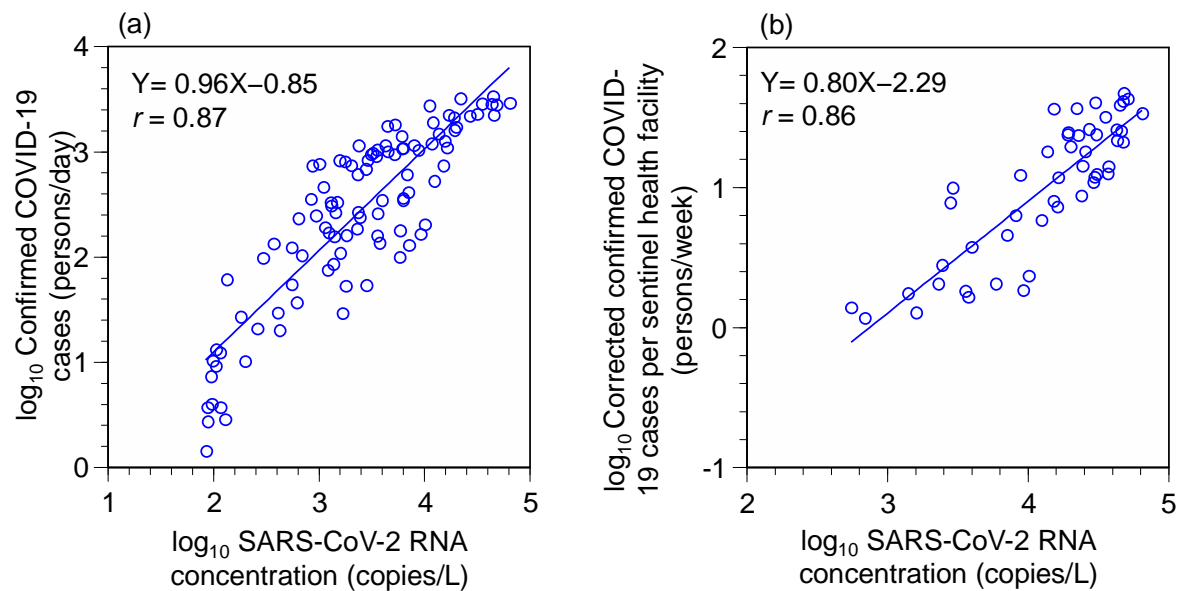 (a)
Y= 0.96X−0.85
r = 0.87
4
3
2
1
0
1
2
3
4
5
log10 Confirmed COVID-19
cases (persons/day)
log10 SARS-CoV-2 RNA
concentration (copies/L)
(b)
Y= 0.80X−2.29
r = 0.86
2
1
0
-1
2
3
4
5
log10 Corrected confirmed COVID-
19 cases per sentinel health facility
(persons/week)
log10 SARS-CoV-2 RNA
concentration (copies/L)